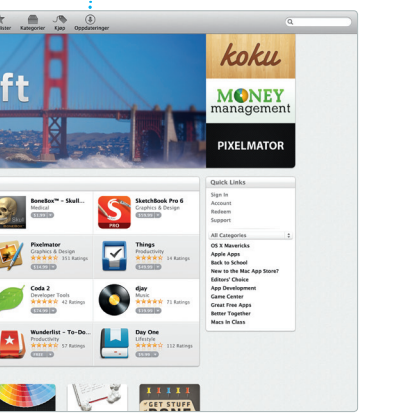 Kategorier Kjøp Oppdateringer
ft
koku
MONEY
management
PIXELMATOR
Quick Links
Sign In
Account
Redeem
Support
All Categories
OS X Mavericks
Apple Apps
Back to School
New to the Mac App Store?
Editors' Choice
App Development
Game Center
Great Free Apps
Better Together
Macs In Class
BoneBox™ - Skull...
Medical
SketchBook Pro 6
Graphics & Design
PRO
Pixelmator
Graphics & Design
351 Ratings
Things
Productivity
14 Ratings
Coda 2
Developer Tools
42 Ratings
djay
Music
71 Ratings
Wunderlist - To-Do...
Productivity
57 Ratings
FREE
Day One
Lifestyle
112 Ratings
GET STUFF
DONE